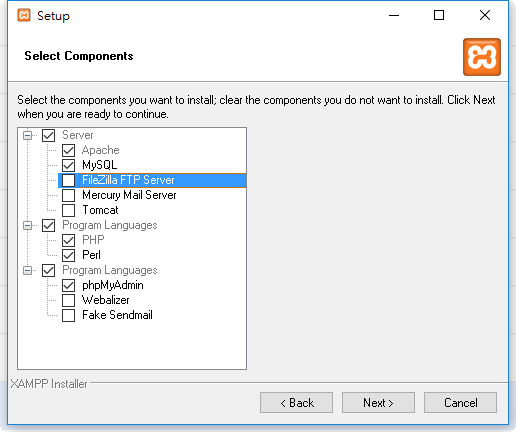 Setup
Select Components
Select the components you want to install; clear the components you do not want to install. Click Next
when you are ready to continue.
Server
Apache
MySQL
FileZilla FTP Server
Mercury Mail Server
Tomcat
Program Languages
PHP
Perl
Program Languages
phpMyAdmin
Webalizer
Fake Sendmail
XAMPP Installer
< Back
Next >
Cancel